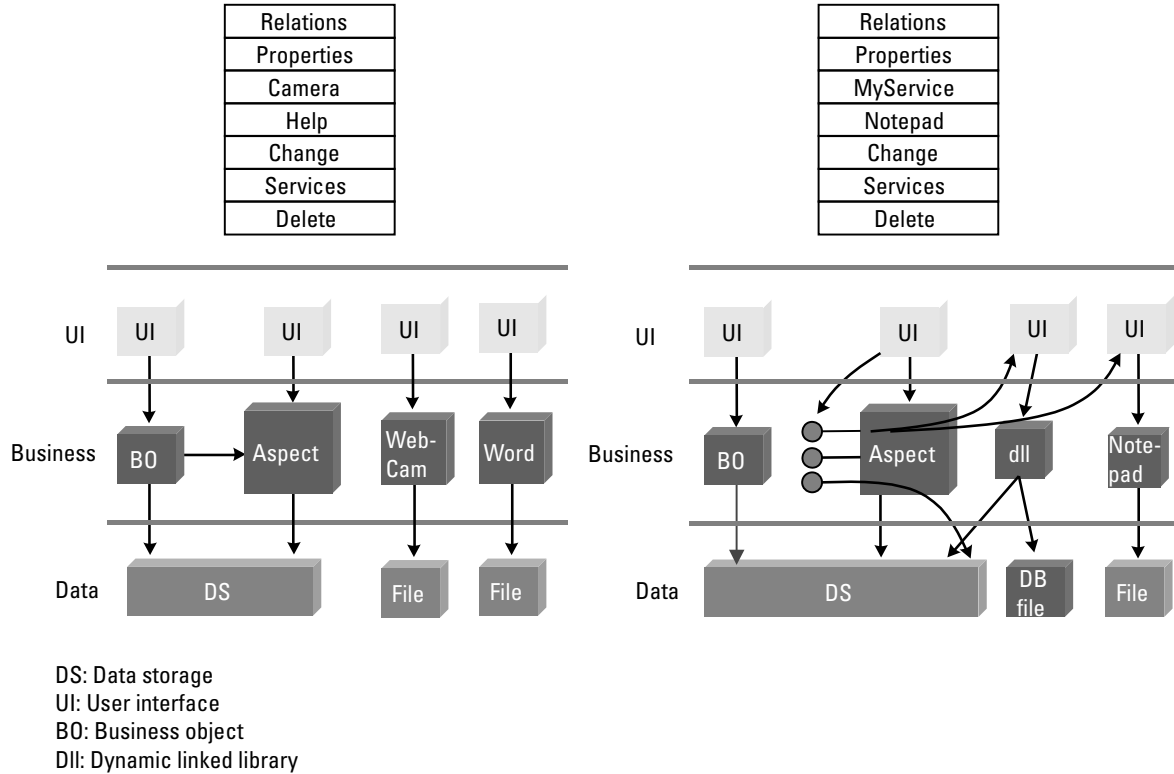 Relations
Properties
Camera
Help
Change
Services
Delete
Relations
Properties
MyService
Notepad
Change
Services
Delete
UI
UI
UI
UI
UI
Business
BO
Aspect
Web-
Cam
Word
Data
DS
File
File
UI
UI
UI
UI
UI
Business
BO
Aspect
dll
Note-
pad
Data
DS
DB
file
File
DS: Data storage
UI: User interface
BO: Business object
Dll: Dynamic linked library